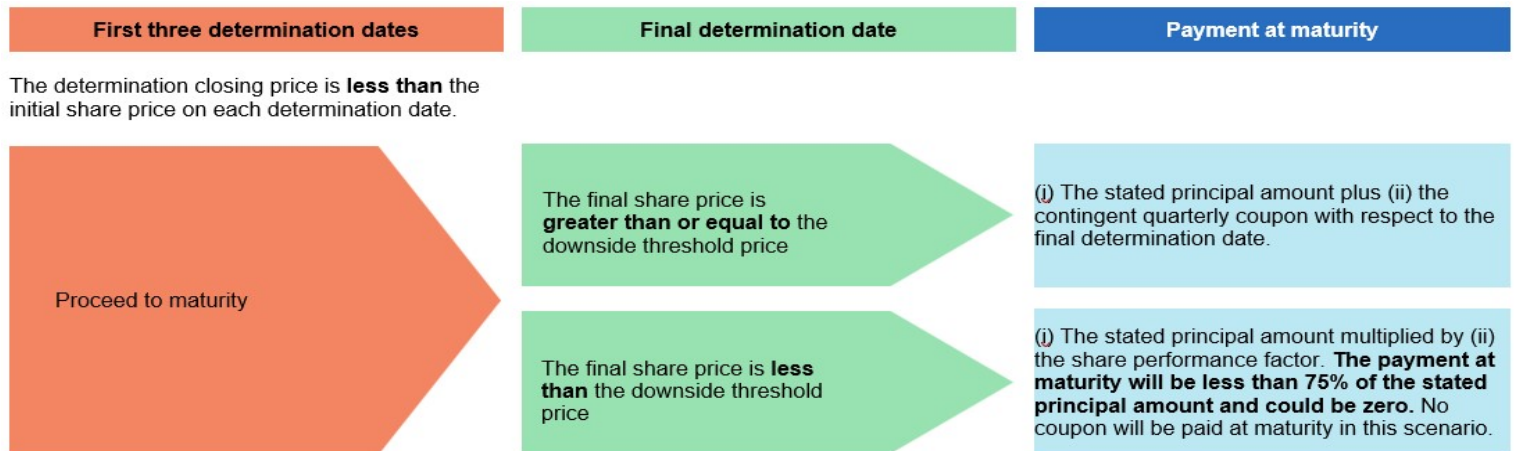 First three determination dates
Final determination date
Payment at maturity
The determination closing price is less than the
initial share price on each determination date.
Proceed to maturity
The final share price is
greater than or equal to the
downside threshold price
(i) The stated principal amount plus (ii) the
contingent quarterly coupon with respect to the
final determination date.
The final share price is less
than the downside threshold
price
(i) The stated principal amount multiplied by (ii)
the share performance factor. The payment at
maturity will be less than 75% of the stated
principal amount and could be zero. No
coupon will be paid at maturity in this scenario.